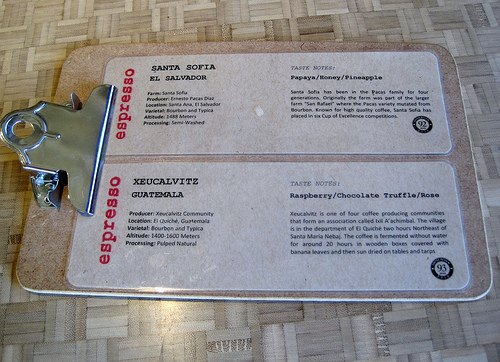 espresso
SANTA SOFIA
EL SALVADOR
Farm: Santa Sofia
Producer: Ernesto Pacas Diaz
Location: Santa Ana, El Salvador
Varietal: Bourbon and Typica
Altitude: 1488 Meters
Processing: Semi-Washed
TASTE NOTES:
Papaya/Honey/Pineapple
Santa Sofia has been in the Pacas family for four
generations. Originally the farm was part of the larger
farm "San Rafael" where the Pacas variety mutated from
Bourbon. Known for high quality coffee, Santa Sofia has
placed in six Cup of Excellence competitions.
92
espresso
XEUCALVITZ
GUATEMALA
Producer: Xeucalvitz Community
Location: El Quiché, Guatemala
Varietal: Bourbon and Typica
Altitude: 1400-1600 Meters
Processing: Pulped Natural
TASTE NOTES:
Raspberry/Chocolate Truffle/Rose
Xeucalvitz is one of four coffee producing communities
that form an association called bil A'achimbal. The village
is in the department of El Quiché two hours Northeast of
Santa Maria Nebaj. The coffee is fermented without water
for around 20 hours in wooden boxes covered with
banana leaves and then sun dried on tables and tarps.
93